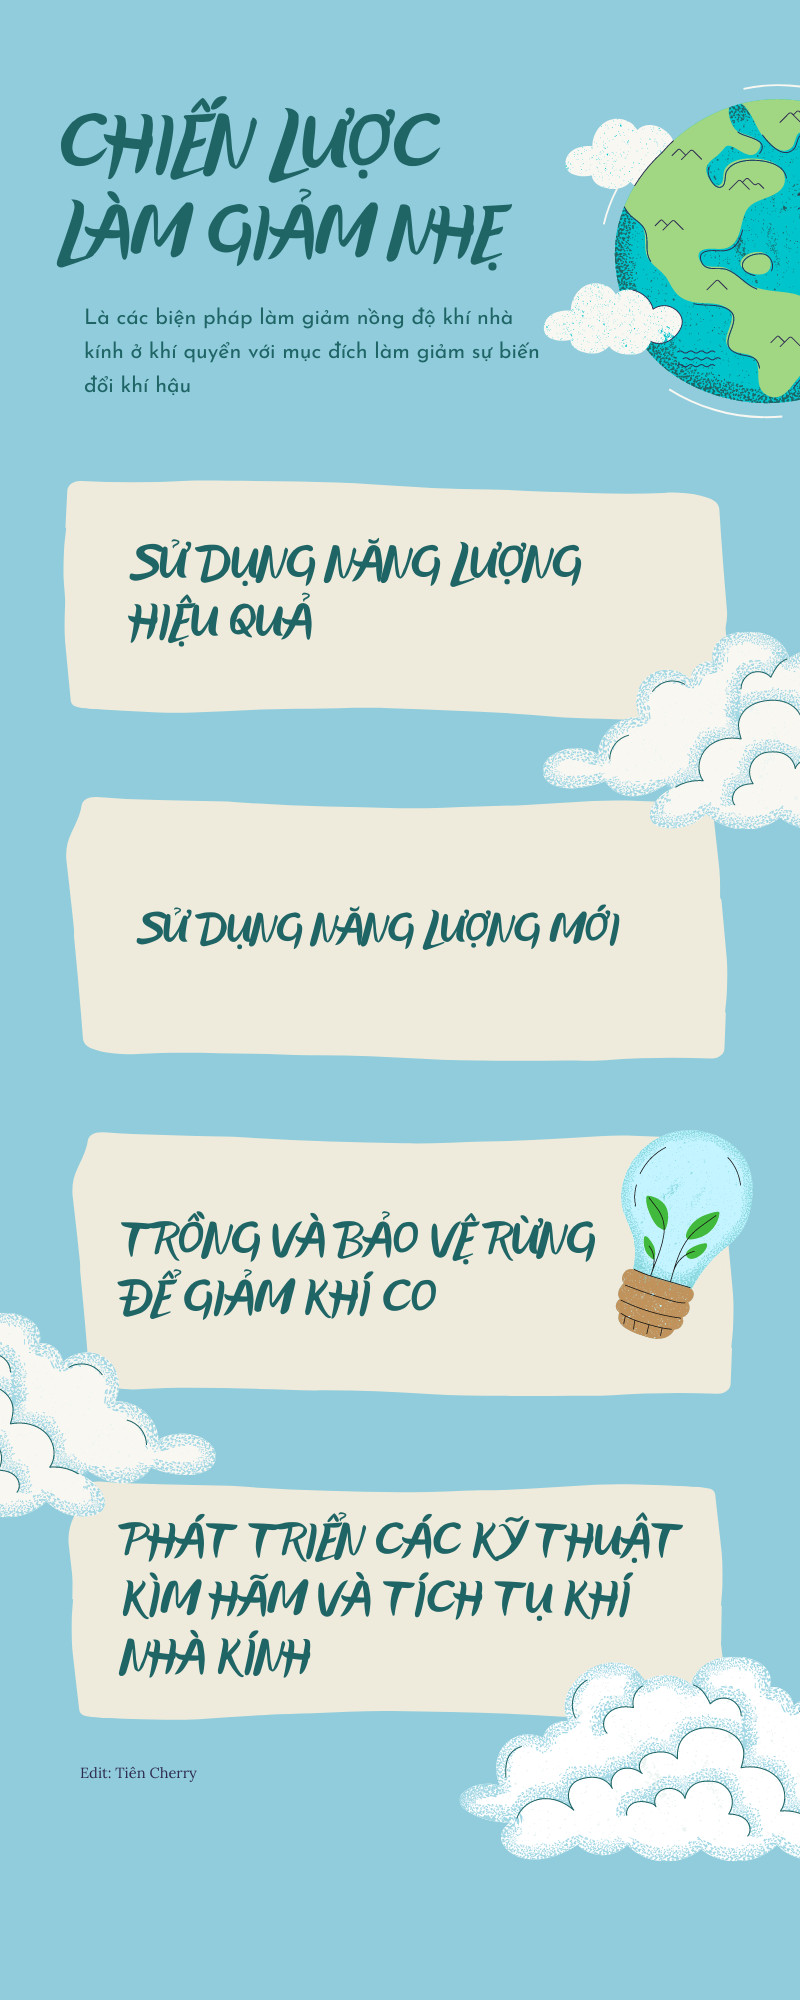 CHIẾN LƯỢC
LÀM GIẢM NHẸ
Là các biện pháp làm giảm nồng độ khí nhà
kính ở khí quyển với mục đích làm giảm sự biến
đổi khí hậu
SỬ DỤNG NĂNG LƯỢNG
HIỆU QUẢ
SỬ DỤNG NĂNG LƯỢNG MỚI
TRỒNG VÀ BẢO VỆ RỪNG
ĐỂ GIẢM KHÍ CO
PHÁT TRIỂN CÁC KỸ THUẬT
KÌM HÃM VÀ TÍCH TỤ KHÍ
NHÀ KÍNH
Edit: Tiên Cherry